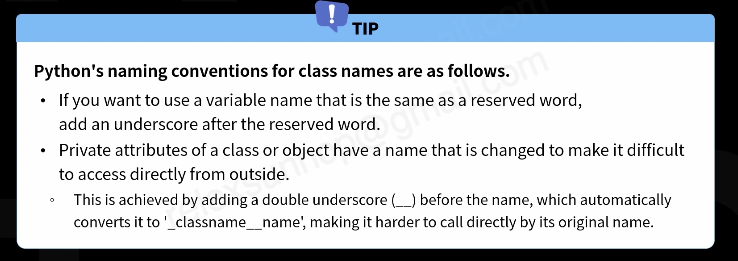 TIP
Python's naming conventions for class names are as follows.
• If you want to use a variable name that is the same as a reserved word,
add an underscore after the reserved word.
• Private attributes of a class or object have a name that is changed to make it difficult
to access directly from outside.
◦ This is achieved by adding a double underscore (__) before the name, which automatically
converts it to '_classname__name', making it harder to call directly by its original name.